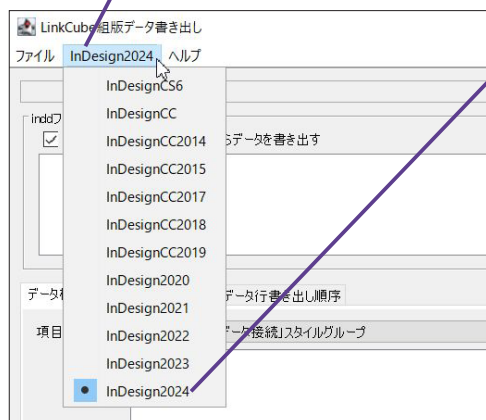 LinkCube組版データ書き出し
ファイル InDesign2024 ヘルプ
InDesignCS6
InDesignCC
inddフ
InDesignCC2014
らデータを書き出す
InDesignCC2015
InDesignCC2017
InDesignCC2018
InDesignCC2019
InDesign2020
データ
データ行書き出し順序
InDesign2021
項目
InDesign2022
データ接続」スタイルグループ
InDesign2023
InDesign2024